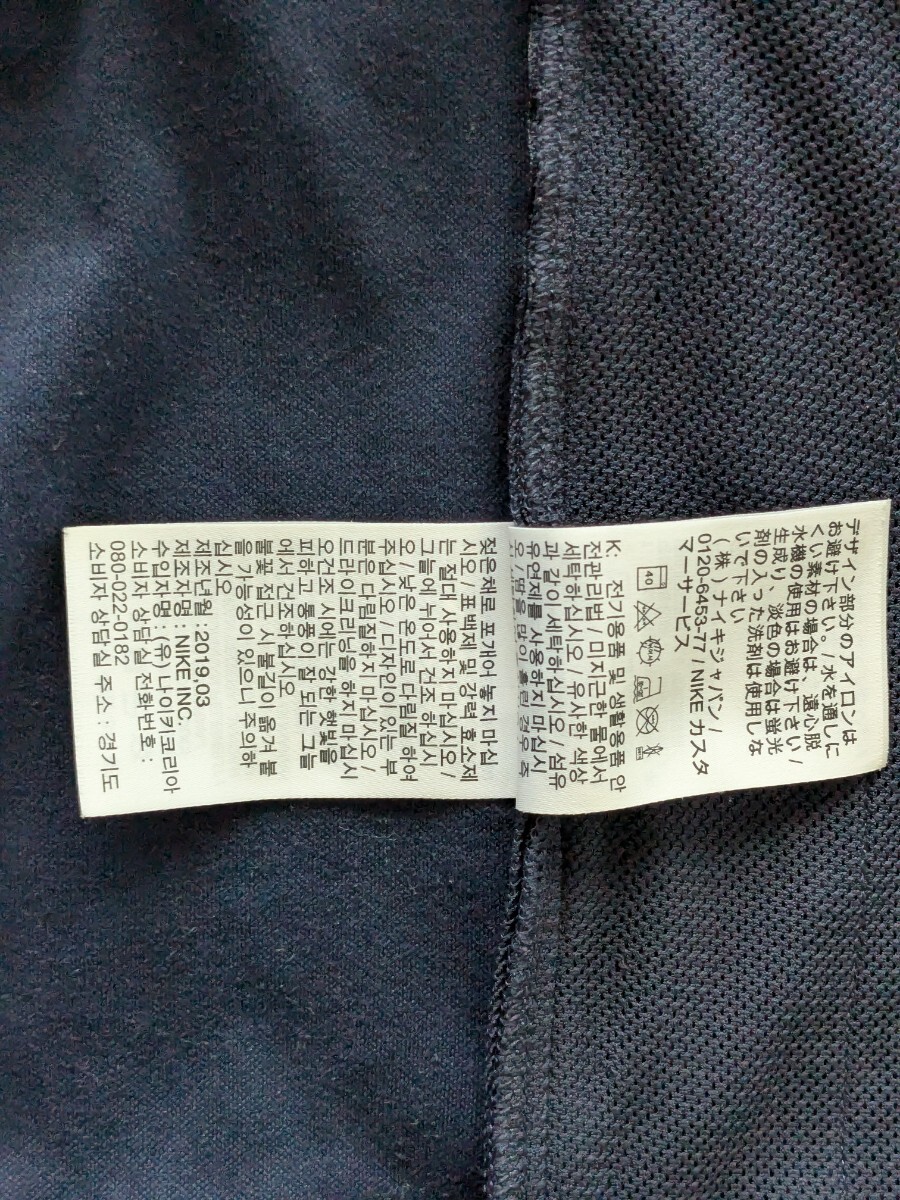 デザイン部分のアイロンは
お避け下さい。/ 水を通しに
くい素材の場合は、遠心脱
水機の使用はお避け下さい /
生成り、淡色の場合は蛍光
剤の入った洗剤は使用しな
いで下さい
（株）ナイキジャパン /
0120-6453-77 / NIKE カスタ
マーサービス
40
K: 전기용품 및 생활용품 안
전관리법 / 미지근한 물에서
세탁하십시오 / 유사한 색상
과 같이 세탁하십시오 / 섬유
유연제를 사용하지 마십시
땀을 많이 흘린 경우 즉
젖은 채로 포개어 놓지 마십
시오 / 표백제 및 강력 효소제
는 절대 사용하지 마십시오 /
그늘에 뉘어서 건조 하십시
오 / 낮은 온도로 다림질 하여
주십시오 / 디자인이 있는 부
분은 다림질하지 마십시오 /
드라이크리닝을 하지 마십시
오건조 시에는 강한 햇빛을
피하고 통풍이 잘 되는 그늘
에서 건조하십시오
불꽃 접근 시 불길이 옮겨 붙
을 가능성이 있으니 주의하
십시오
제조년월 : 2019.03
제조자명 : NIKE INC.
수입자명 : (유) 나이키코리아
소비자 상담실 전화번호 :
080-022-0182
소비자 상담실 주소 : 경기도